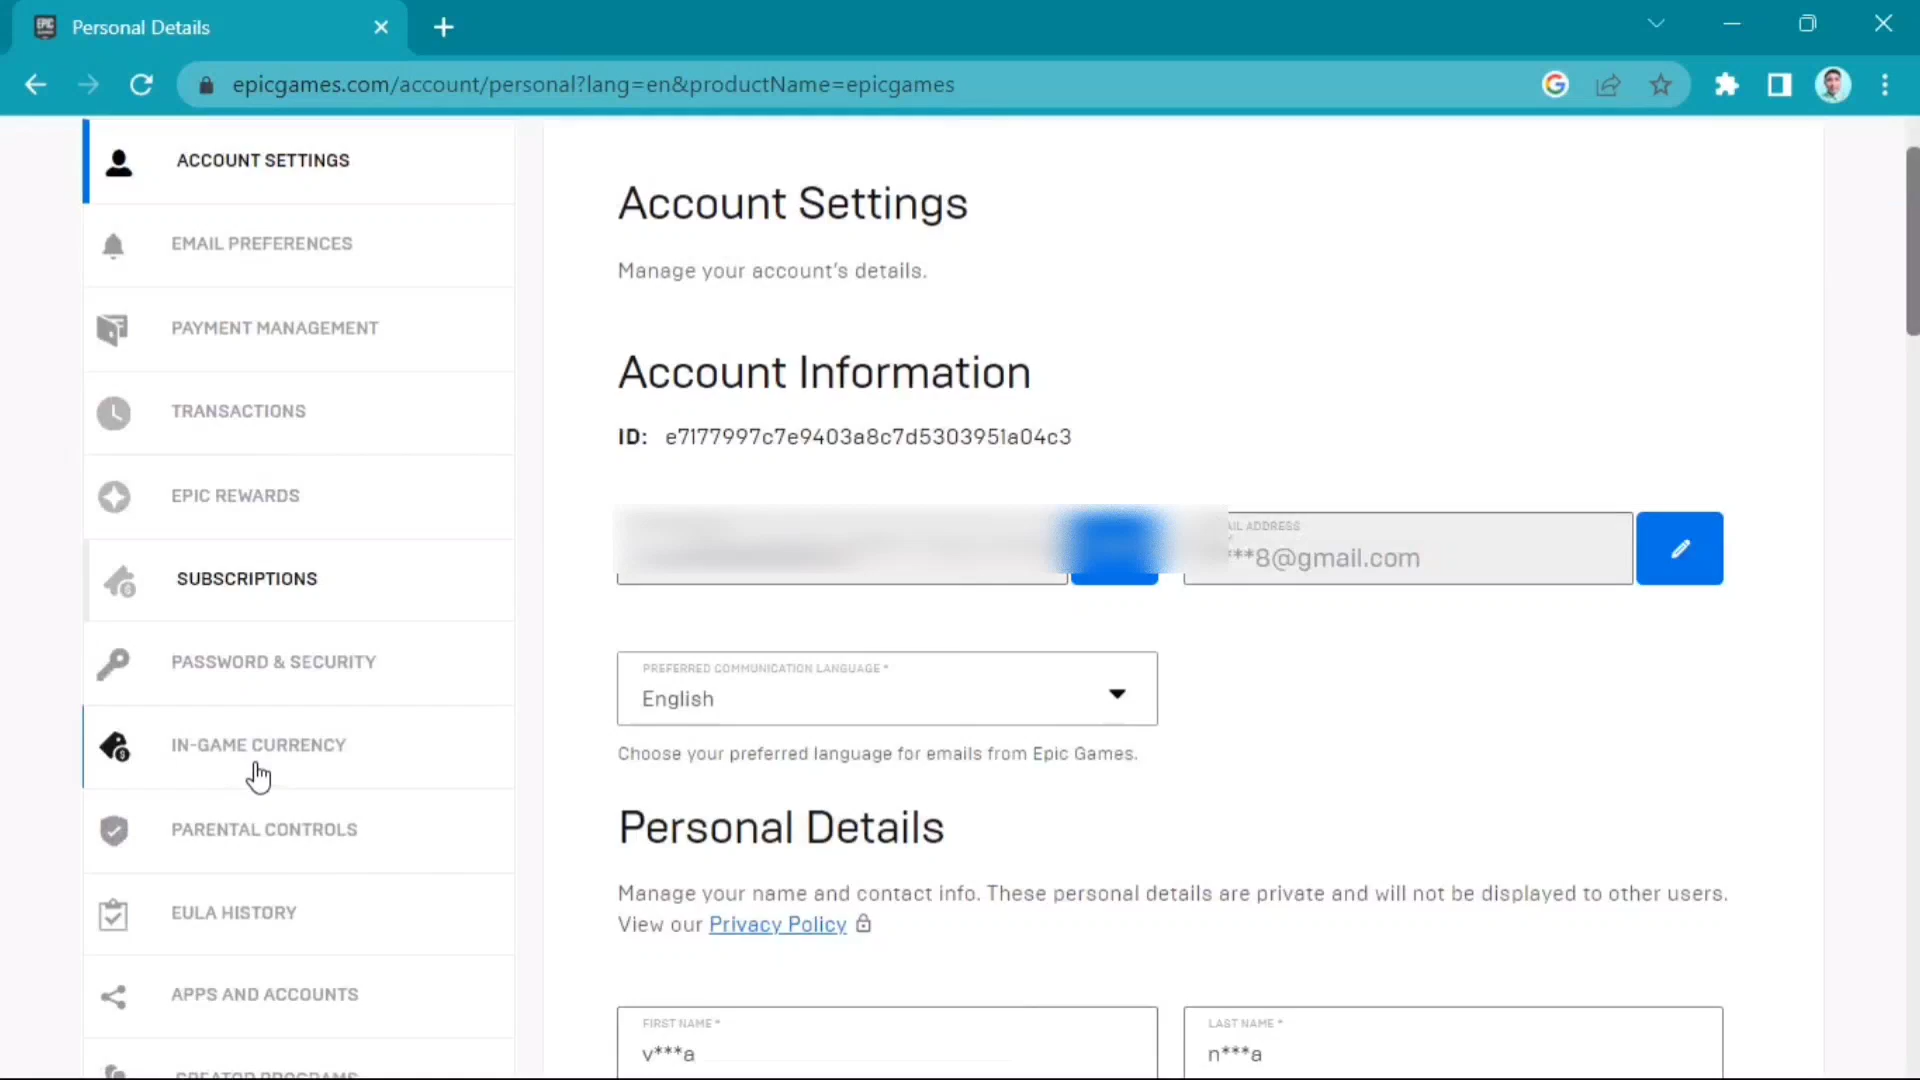 Personal Details
epicgames.com/account/personal?lang=en&productName=epicgames
ACCOUNT SETTINGS
EMAIL PREFERENCES
PAYMENT MANAGEMENT
TRANSACTIONS
EPIC REWARDS
SUBSCRIPTIONS
PASSWORD & SECURITY
IN-GAME CURRENCY
PARENTAL CONTROLS
EULA HISTORY
APPS AND ACCOUNTS
CREATOR PROGRAMS
Account Settings
Manage your account's details.
Account Information
ID: e7177997c7e9403a8c7d5303951a04c3
AIL ADDRESS
***8@gmail.com
PREFERRED COMMUNICATION LANGUAGE *
English
Choose your preferred language for emails from Epic Games.
Personal Details
Manage your name and contact info. These personal details are private and will not be displayed to other users.
View our Privacy Policy
FIRST NAME *
v***a
LAST NAME *
n***a